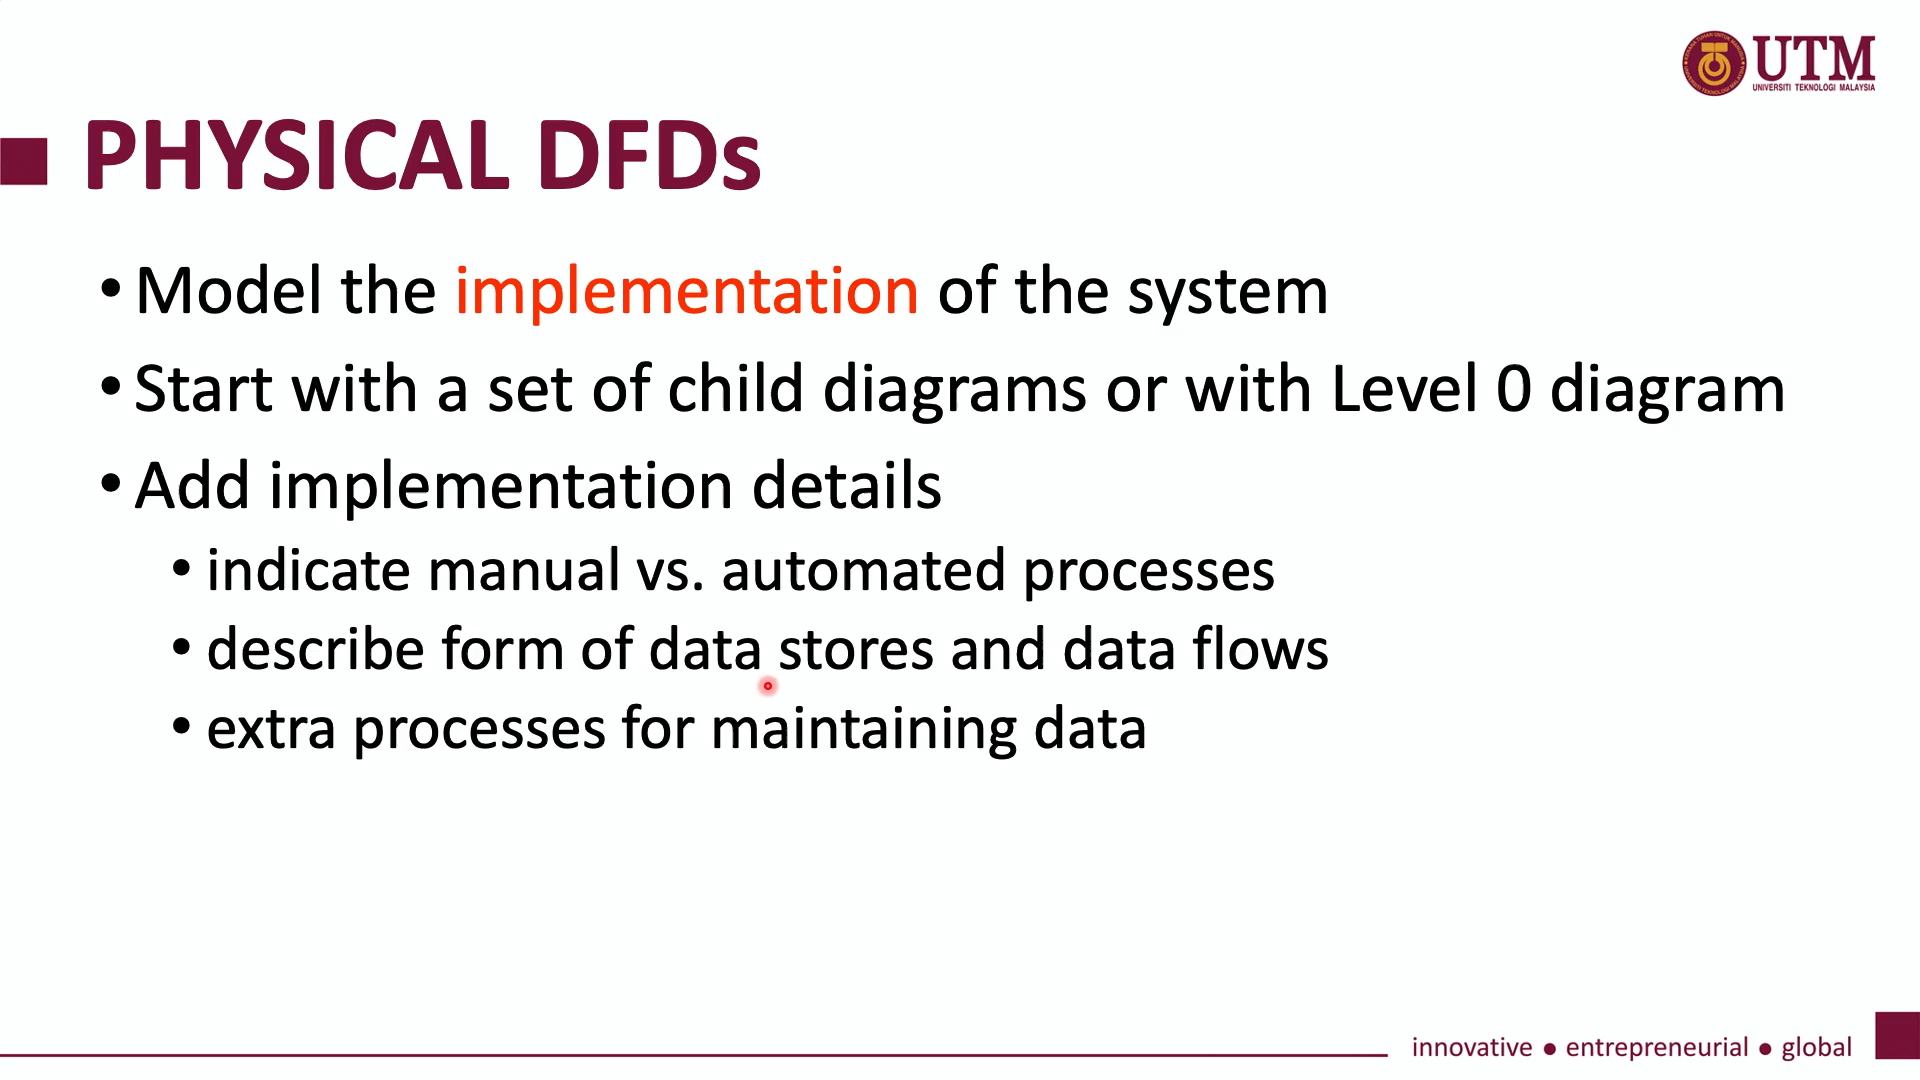 UTM
UNIVERSITI TEKNOLOGI MALAYSIA
PHYSICAL DFDs
• Model the implementation of the system
• Start with a set of child diagrams or with Level 0 diagram
• Add implementation details
• indicate manual vs. automated processes
• describe form of data stores and data flows
• extra processes for maintaining data
innovative ● entrepreneurial ● global